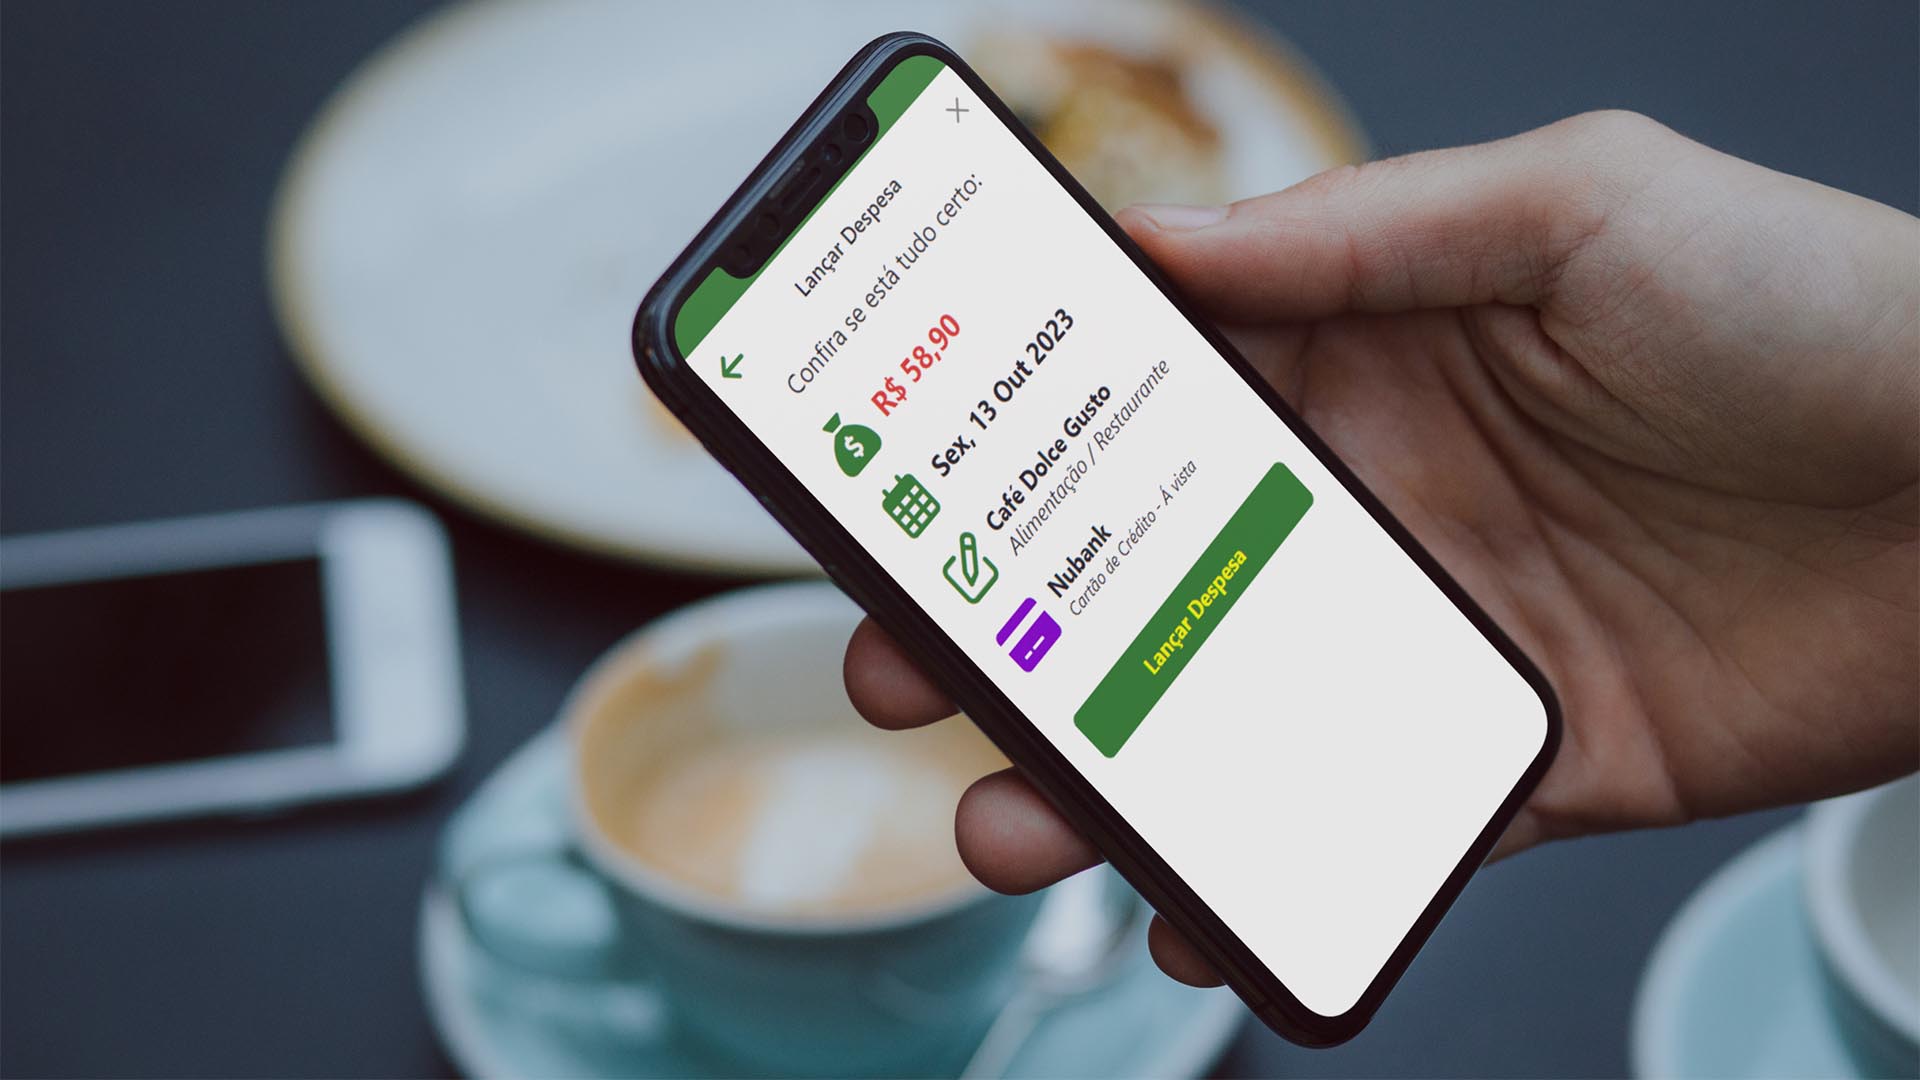 Lançar Despesa
Confira se está tudo certo:
R$ 58,90
Sex, 13 Out 2023
Café Dolce Gusto
Alimentação / Restaurante
Nubank
Cartão de Crédito - Á vista
Lançar Despesa